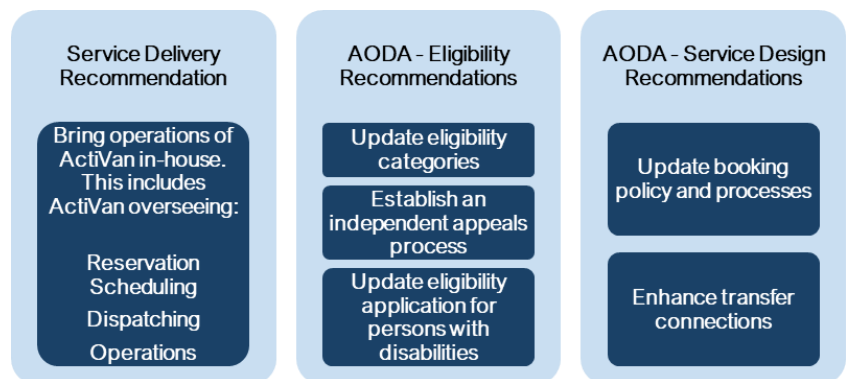 Service Delivery
Recommendation
Bring operations of
ActiVan in-house.
This includes
ActiVan overseeing:
Reservation
Scheduling
Dispatching
Operations
AODA - Eligibility
Recommendations
Update eligibility
categories
Establish an
independent appeals
process
Update eligibility
application for
persons with
disabilities
AODA - Service Design
Recommendations
Update booking
policy and processes
Enhance transfer
connections